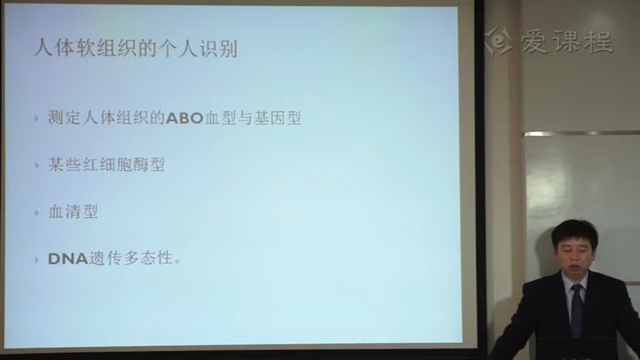 人体软组织的个人识别
爱课程
测定人体组织的ABO血型与基因型
某些红细胞酶型
血清型
DNA遗传多态性。